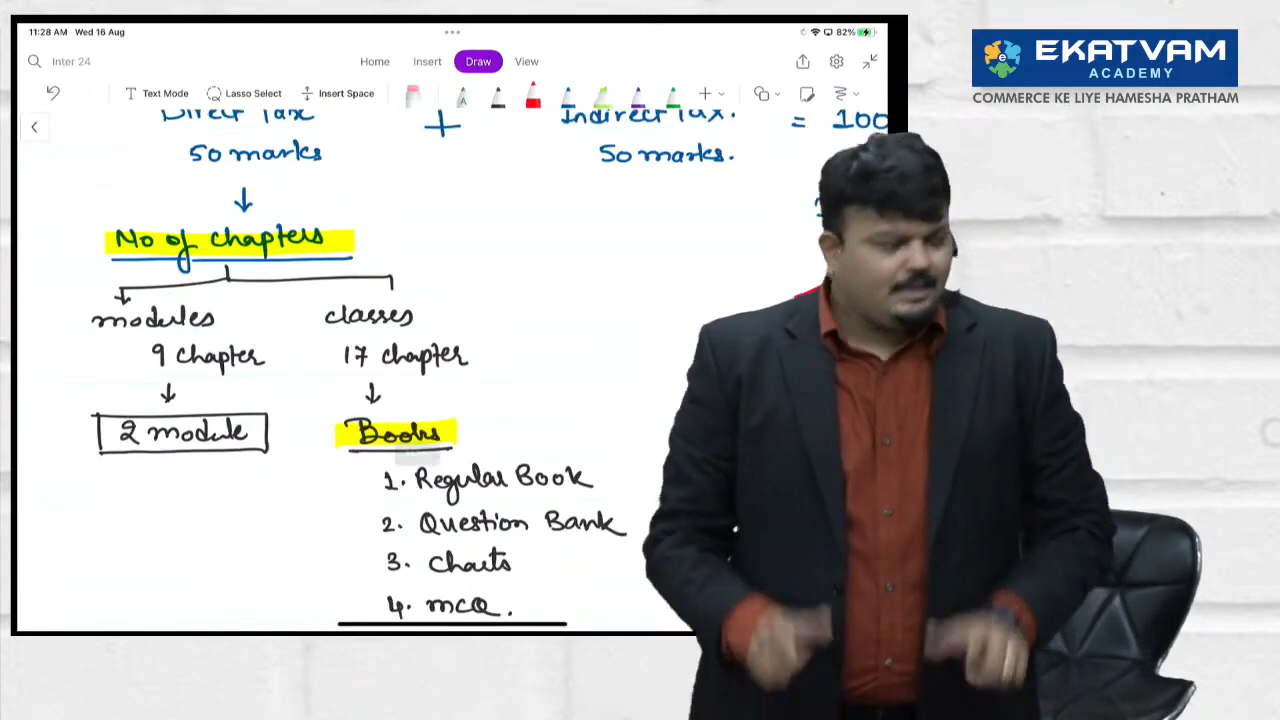 11:28 AM Wed 16 Aug
82%
EKATVAM
ACADEMY
COMMERCE KE LIYE HAMESHA PRATHAM
Inter 24
Home Insert Draw View
Text Mode Lasso Select Insert Space
Direct Tax + Indirect Tax. = 100
50 marks 50 marks.
No of chapters
modules classes
9 chapter 17 chapter
2 module Books
1. Regular Book
2. Question Bank
3. Charts
4. MCQ.